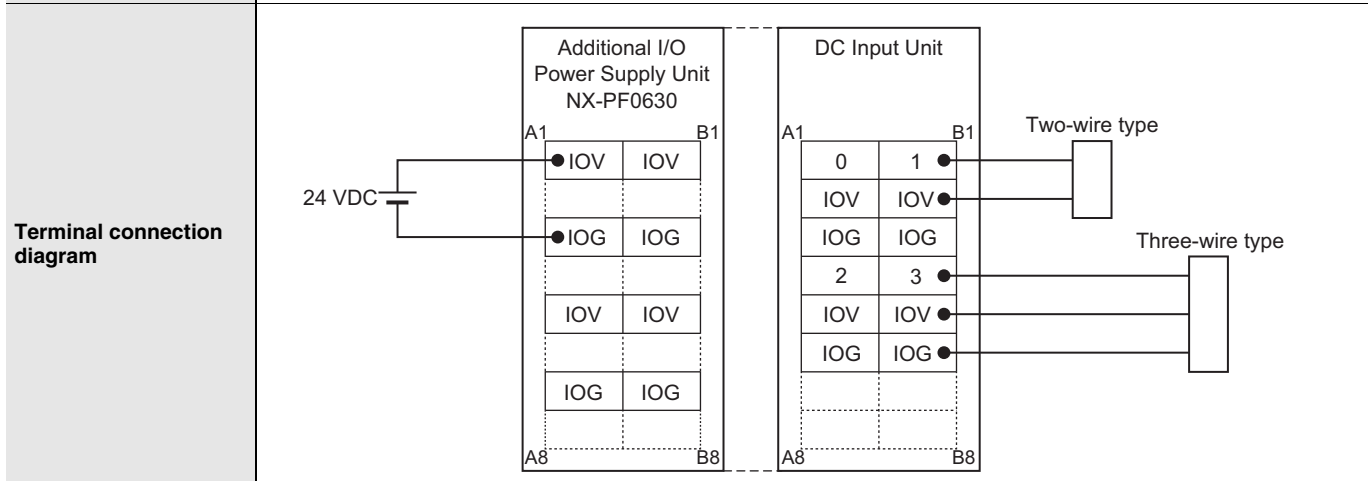 Terminal connection
diagram
Additional I/O
Power Supply Unit
NX-PF0630
A1 B1
IOV IOV
IOG IOG
IOV IOV
IOG IOG
A8 B8
24 VDC
DC Input Unit
A1 B1
0 1
IOV IOV
IOG IOG
2 3
IOV IOV
IOG IOG
A8 B8
Two-wire type
Three-wire type